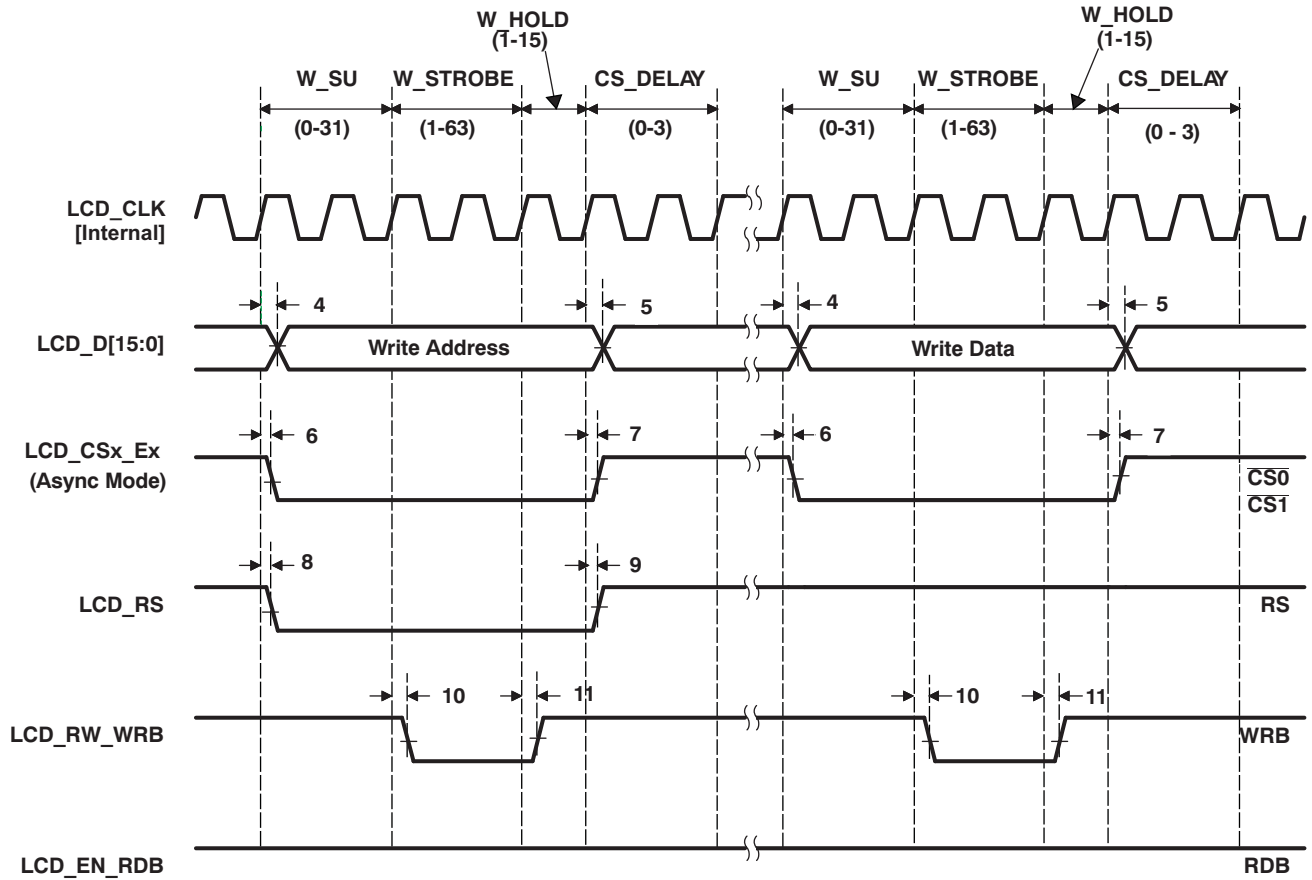 W_HOLD
(1-15)
W_HOLD
(1-15)
W_SU
W_STROBE
CS_DELAY
W_SU
W_STROBE
CS_DELAY
(0-31)
(1-63)
(0-3)
(0-31)
(1-63)
(0 - 3)
LCD_CLK
[Internal]
4
5
4
5
LCD_D[15:0]
Write Address
Write Data
6
7
6
7
LCD_CSx_Ex
(Async Mode)
CS0
CS1
8
9
LCD_RS
RS
10
11
10
11
LCD_RW_WRB
WRB
LCD_EN_RDB
RDB